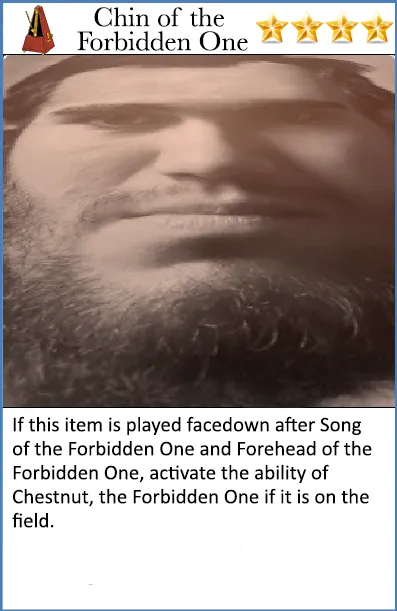 Chin of the
Forbidden One
If this item is played facedown after Song
of the Forbidden One and Forehead of the
Forbidden One, activate the ability of
Chestnut, the Forbidden One if it is on the
field.